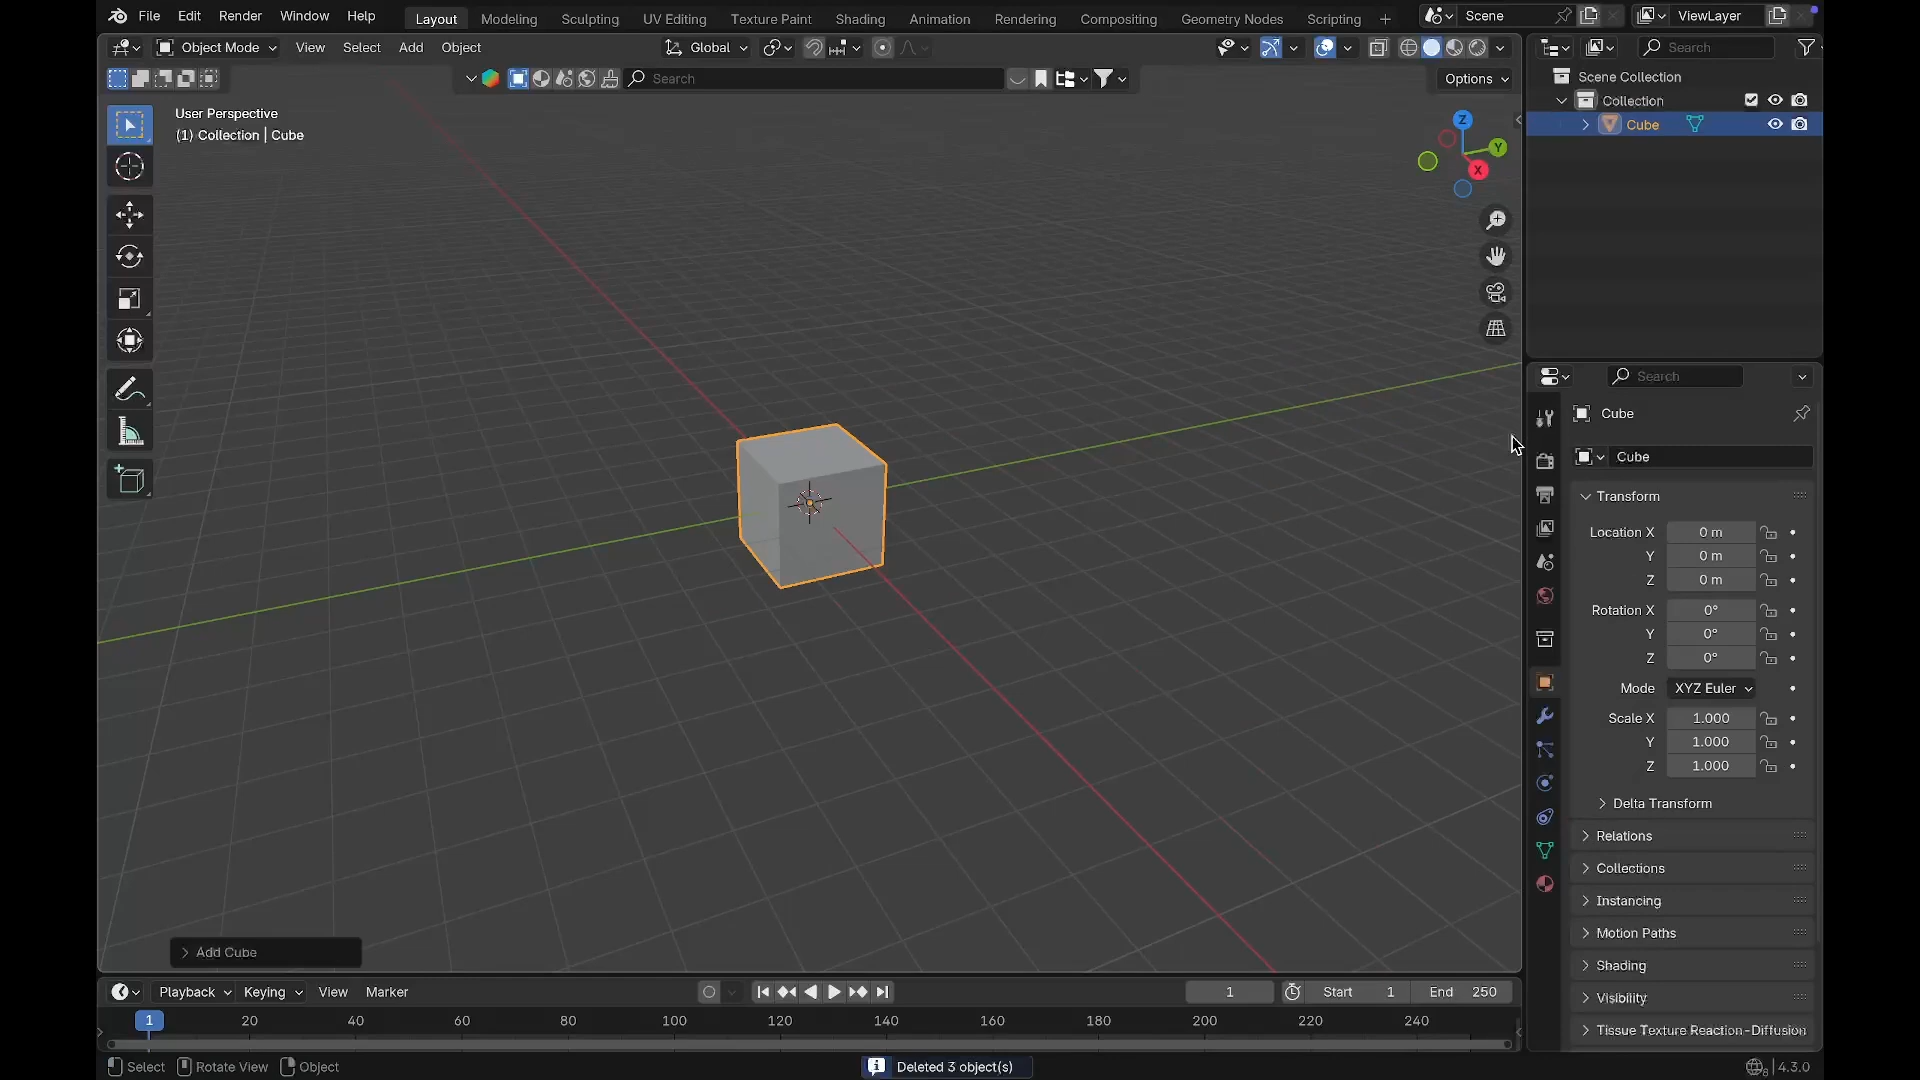 File Edit Render Window Help Layout Modeling Sculpting UV Editing Texture Paint Shading Animation Rendering Compositing Geometry Nodes Scripting + Scene ViewLayer
Object Mode View Select Add Object Global Search
Search Options
User Perspective
(1) Collection | Cube
Z
Y
X
Scene Collection
Collection
Cube
Search
Cube
Cube
Transform
Location X 0 m
Y 0 m
Z 0 m
Rotation X 0°
Y 0°
Z 0°
Mode XYZ Euler
Scale X 1.000
Y 1.000
Z 1.000
Delta Transform
Relations
Collections
Instancing
Motion Paths
Shading
Visibility
Tissue Texture Reaction-Diffusion
Add Cube
Playback Keying View Marker 1 Start 1 End 250
1 20 40 60 80 100 120 140 160 180 200 220 240
Select Rotate View Object Deleted 3 object(s) 4.3.0